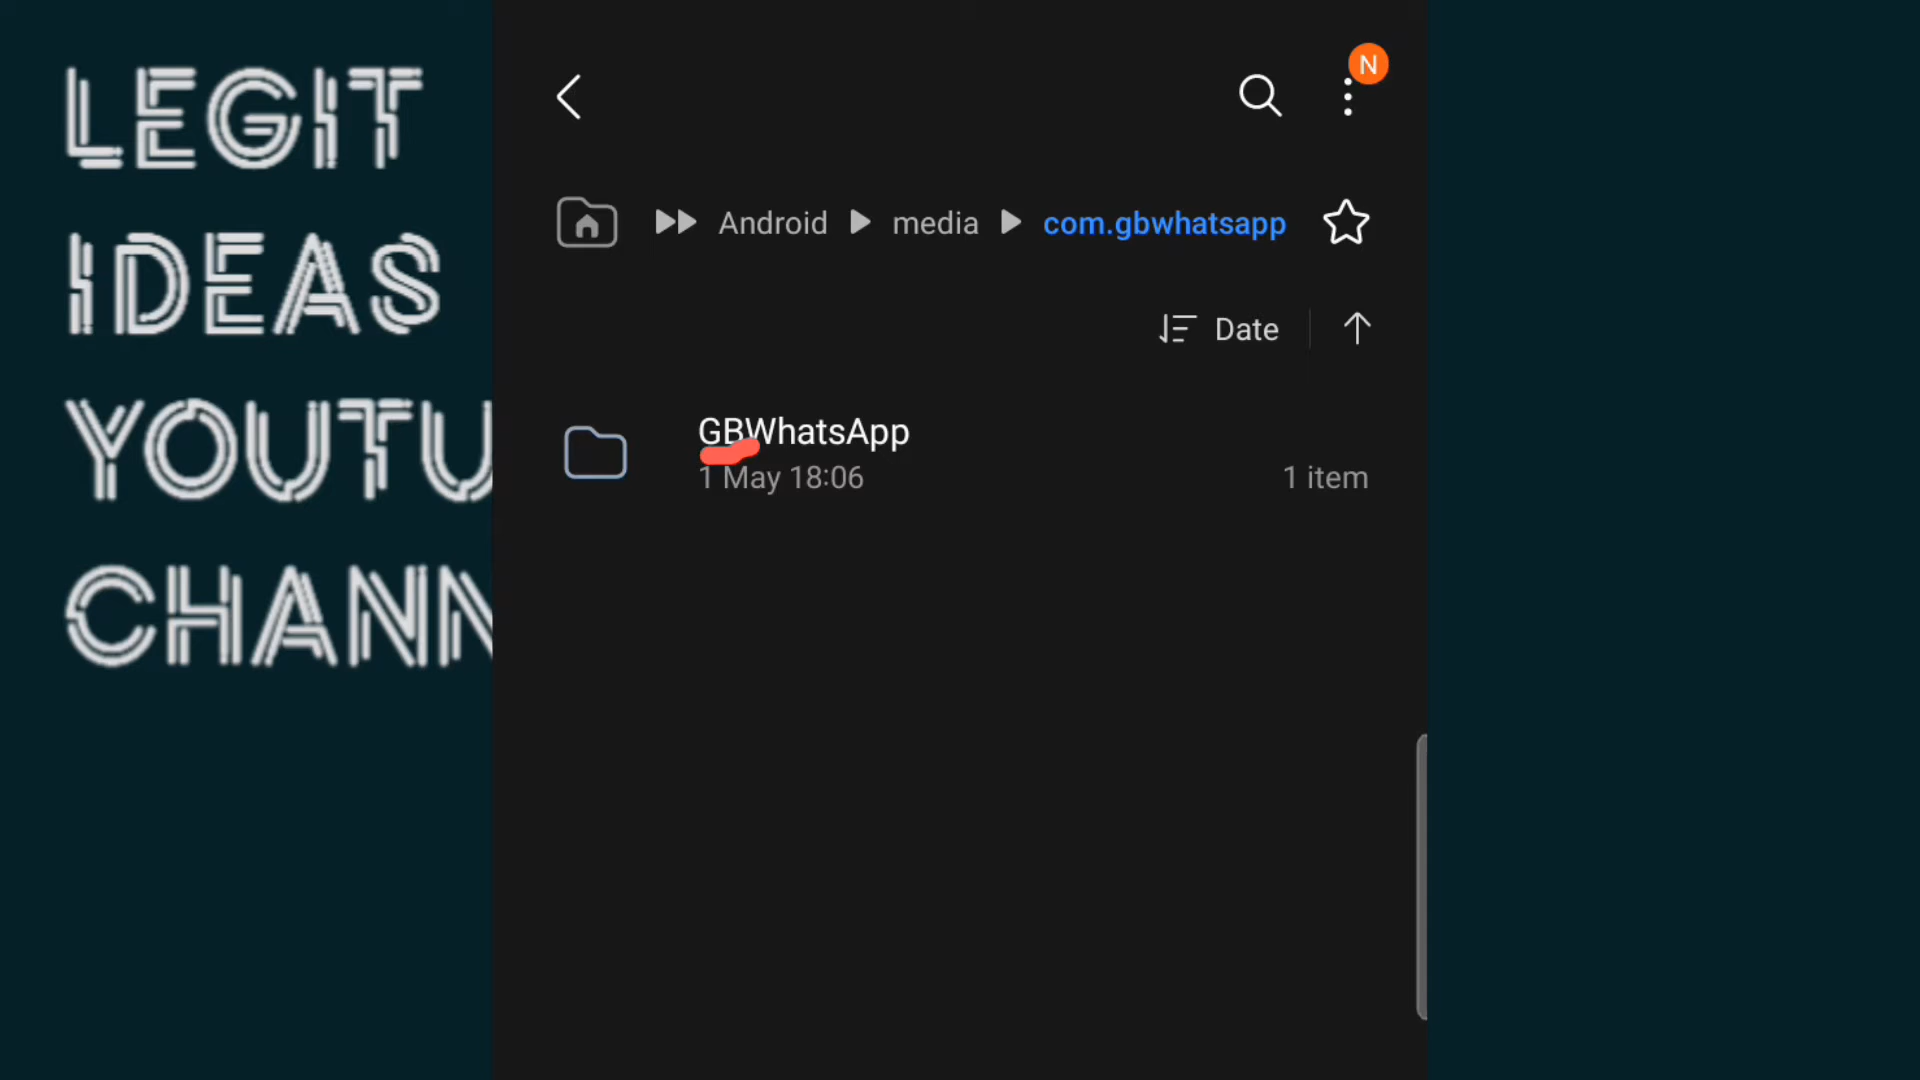 LEGIT
IDEAS
YOUTU
CHANN
N
Android media com.gbwhatsapp
Date
GBWhatsApp
1 May 18:06
1 item